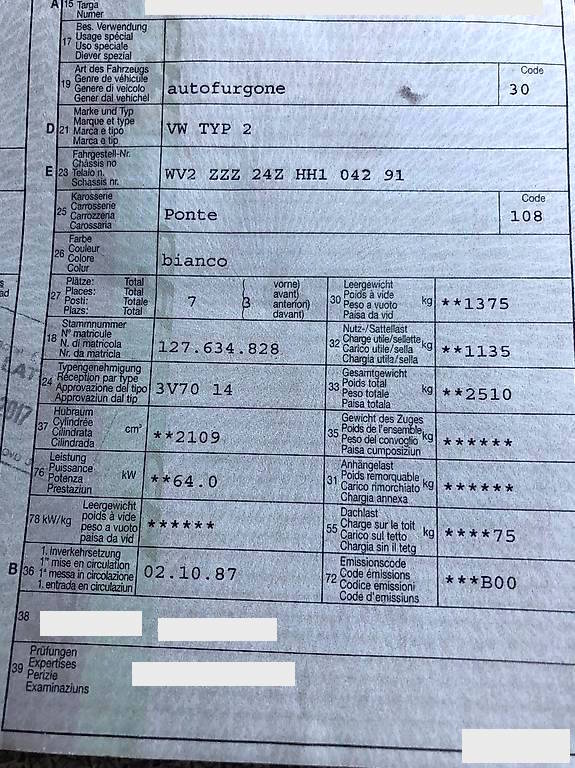 A 15 Targa
Numer
17 Bes. Verwendung
Usage spécial
Uso speciale
Diever spezial
19 Art des Fahrzeugs
Genre de véhicule
Genere di veicolo
Gener dal vehichel
autofurgone
Code
30
D 21 Marke und Typ
Marque et type
Marca e tipo
Marca e tip
VW TYP 2
E 23 Fahrgestell-Nr.
Châssis no
Telaio n.
Schassis nr.
WV2 ZZZ 24Z HH1 042 91
25 Karosserie
Carrosserie
Carrozzeria
Carossaria
Ponte
Code
108
26 Farbe
Couleur
Colore
Colur
bianco
27 Plätze: Total
Places: Total
Posti: Totale
Plazs: Total
7
3
vorne)
avant)
anteriori)
davant)
30 Leergewicht
Poids à vide
Peso a vuoto
Paisa da vid
kg **1375
18 Stammnummer
N° matricule
N. di matricola
Nr. da matricla
127.634.828
32 Nutz-/Sattellast
Charge utile/sellette
Carico utile/sella
Chargia utila/sella
kg **1135
24 Typengenehmigung
Réception par type
Approvazione del tipo
Approvaziun dal tip
3V70 14
33 Gesamtgewicht
Poids total
Peso totale
Paisa totala
kg **2510
37 Hubraum
Cylindrée
Cilindrata
Cilindrada
cm³ **2109
35 Gewicht des Zuges
Poids de l'ensemble
Peso del convoglio
Paisa cumposiziun
kg ******
76 Leistung
Puissance
Potenza
Prestaziun
kW **64.0
31 Anhängelast
Poids remorquable
Carico rimorchiato
Chargia annexa
kg ******
78 kW/kg Leergewicht
poids à vide
peso a vuoto
paisa da vid
******
55 Dachlast
Charge sur le toit
Carico sul tetto
Chargia sin il tetg
kg ****75
B 36 1. Inverkehrsetzung
1re mise en circulation
1a messa in circolazione
1. entrada en circulaziun
02.10.87
72 Emissionscode
Code émissions
Codice emissioni
Code d'emissiuns
***B00
38
39 Prüfungen
Expertises
Perizie
Examinaziuns
2017